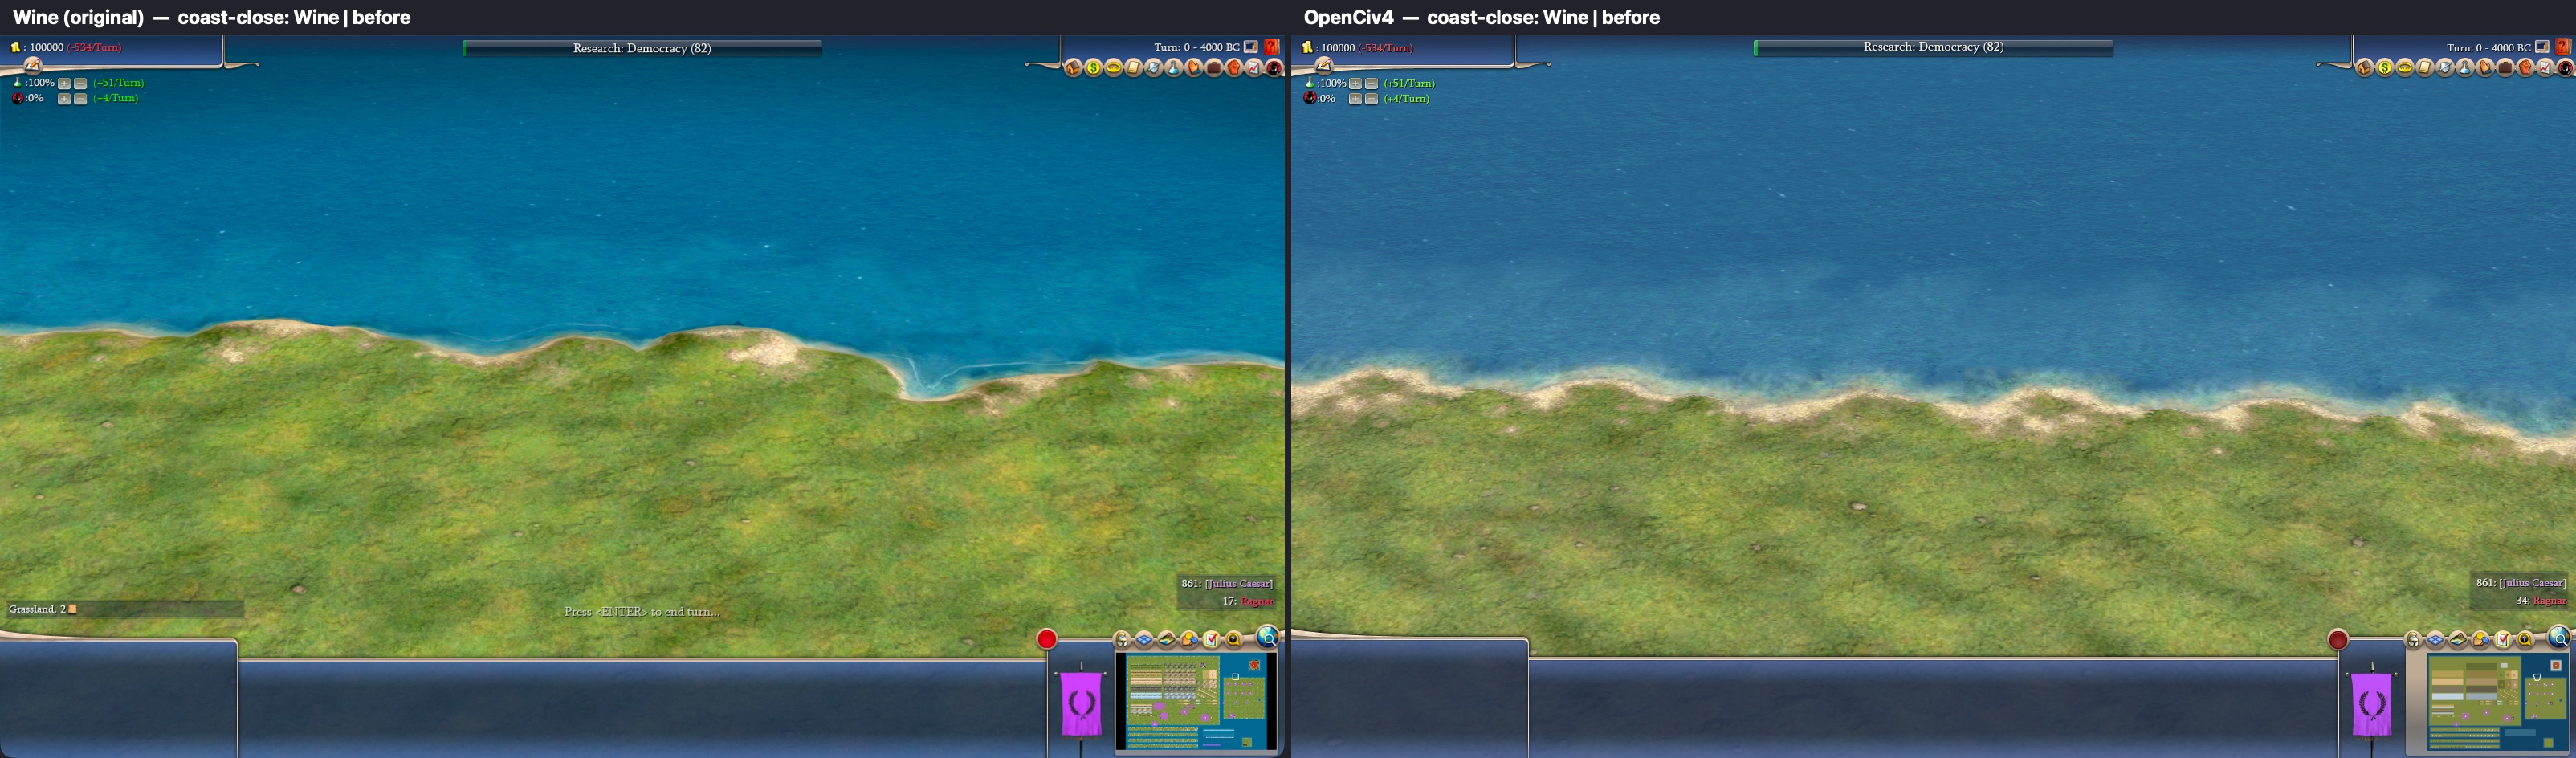 Wine (original) — coast-close: Wine | before
: 100000 (-534/Turn)
Research: Democracy (82)
Turn: 0 - 4000 BC
:100% (+51/Turn)
:0% (+4/Turn)
861: [Julius Caesar]
17: Ragnar
Grassland, 2
Press <ENTER> to end turn...
OpenCiv4 — coast-close: Wine | before
: 100000 (-534/Turn)
Research: Democracy (82)
Turn: 0 - 4000 BC
:100% (+51/Turn)
:0% (+4/Turn)
861: [Julius Caesar]
34: Ragnar